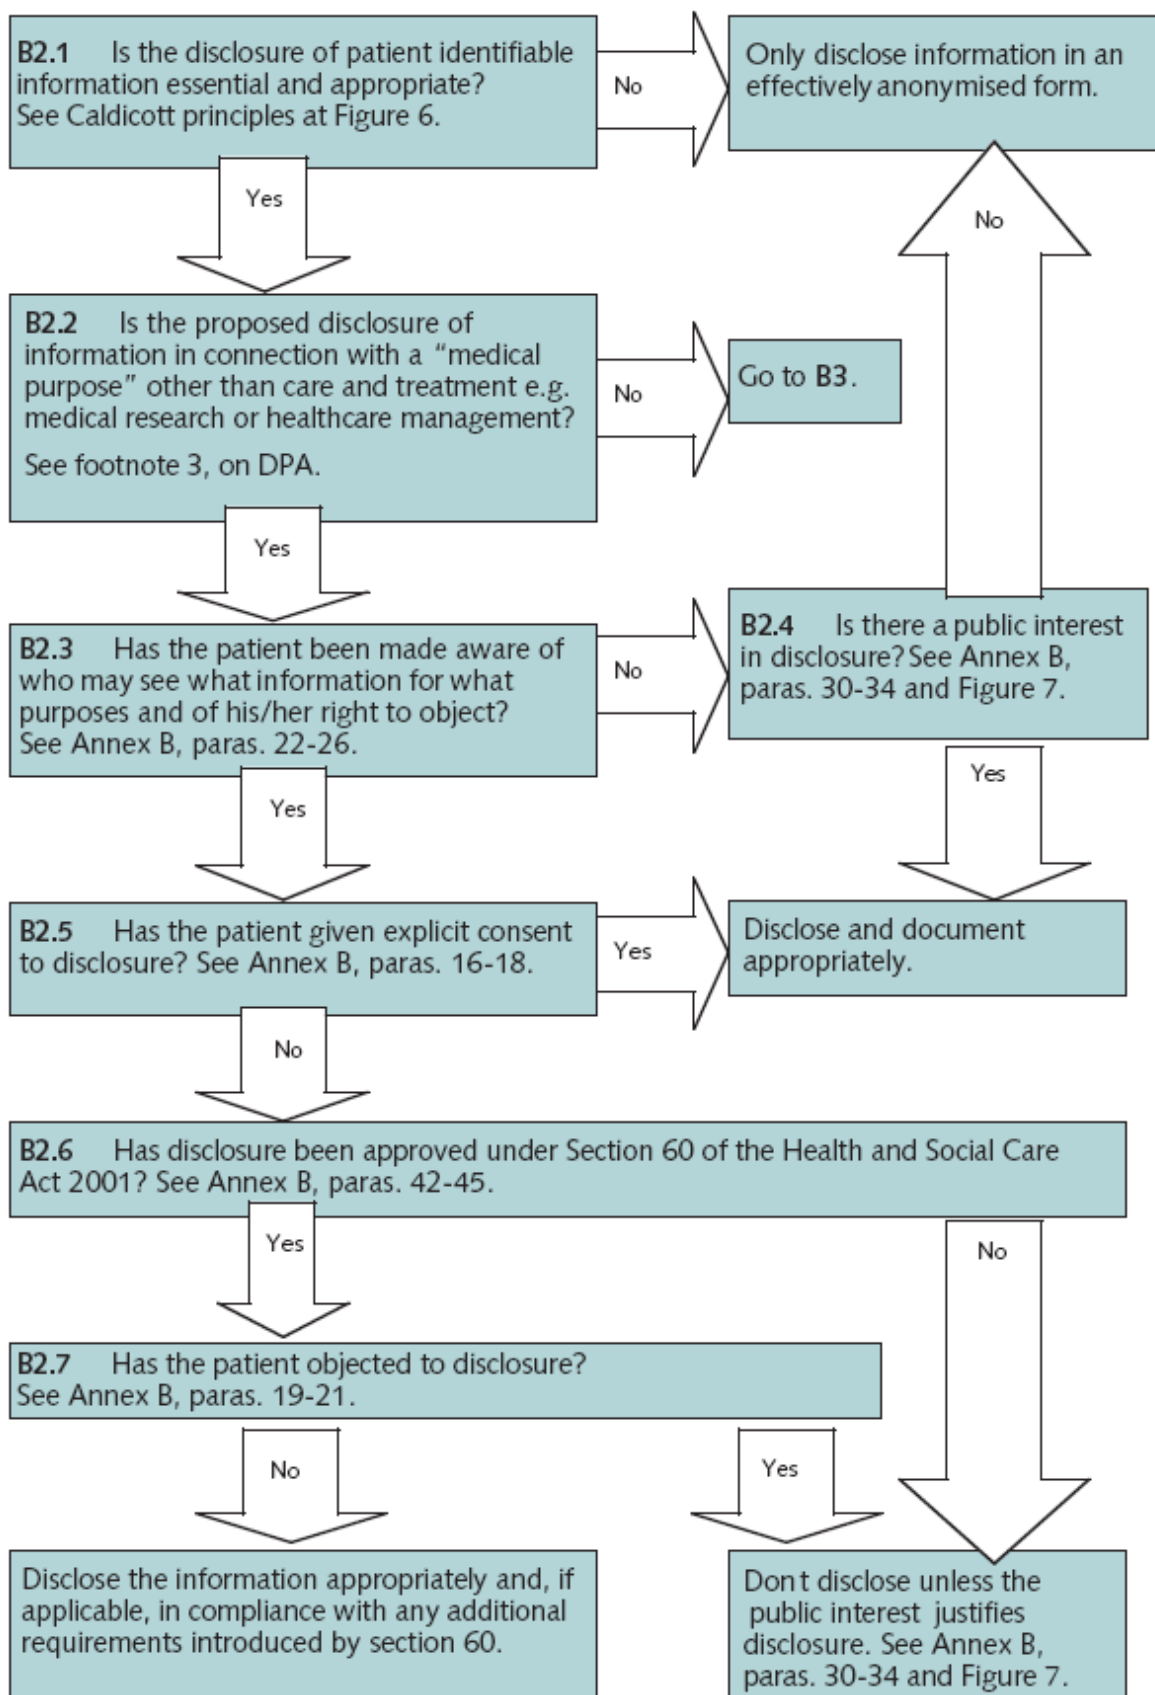 B2.1 Is the disclosure of patient identifiable
information essential and appropriate?
See Caldicott principles at Figure 6.
No
Only disclose information in an
effectively anonymised form.
Yes
No
B2.2 Is the proposed disclosure of
information in connection with a “medical
purpose” other than care and treatment e.g.
medical research or healthcare management?
See footnote 3, on DPA.
No
Go to B3.
Yes
B2.3 Has the patient been made aware of
who may see what information for what
purposes and of his/her right to object?
See Annex B, paras. 22-26.
No
B2.4 Is there a public interest
in disclosure? See Annex B,
paras. 30-34 and Figure 7.
Yes
Yes
B2.5 Has the patient given explicit consent
to disclosure? See Annex B, paras. 16-18.
Yes
Disclose and document
appropriately.
No
B2.6 Has disclosure been approved under Section 60 of the Health and Social Care
Act 2001? See Annex B, paras. 42-45.
Yes
No
B2.7 Has the patient objected to disclosure?
See Annex B, paras. 19-21.
No
Yes
Disclose the information appropriately and, if
applicable, in compliance with any additional
requirements introduced by section 60.
Dont disclose unless the
public interest justifies
disclosure. See Annex B,
paras. 30-34 and Figure 7.